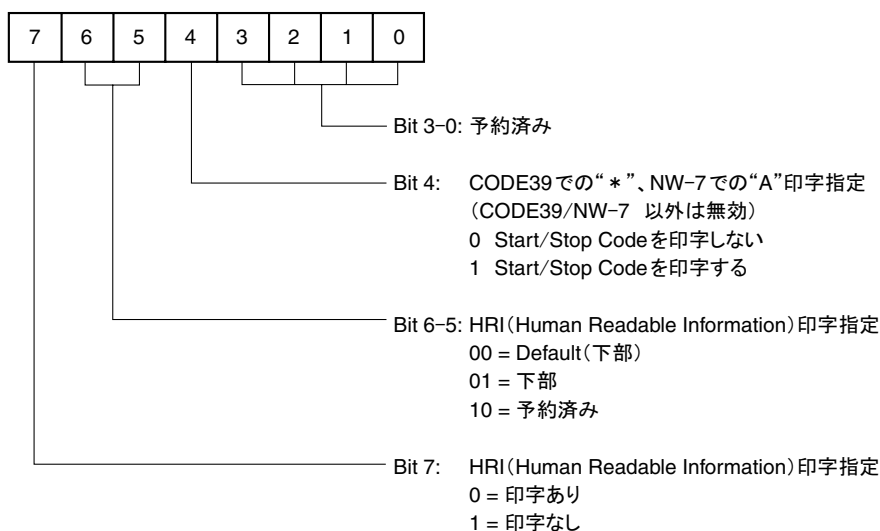 7 6 5 4 3 2 1 0
Bit 3-0: 予約済み
Bit 4: CODE39での“*”、NW-7での“A”印字指定
（CODE39/NW-7 以外は無効）
0 Start/Stop Codeを印字しない
1 Start/Stop Codeを印字する
Bit 6-5: HRI（Human Readable Information）印字指定
00 = Default（下部）
01 = 下部
10 = 予約済み
Bit 7: HRI（Human Readable Information）印字指定
0 = 印字あり
1 = 印字なし